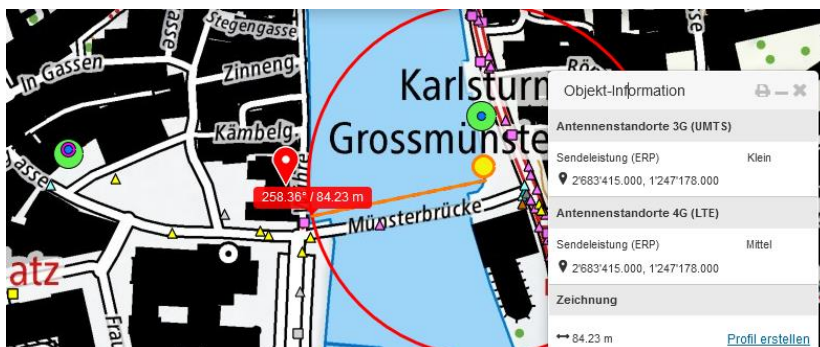 Stegengasse
In Gassen
Zinneng
Kämbelg
Karlsturm
Grossmünste
258.36° / 84.23 m
Münsterbrücke
atz
Frau
Objekt-Information
Antennenstandorte 3G (UMTS)
Sendeleistung (ERP) Klein
2'683'415.000, 1'247'178.000
Antennenstandorte 4G (LTE)
Sendeleistung (ERP) Mittel
2'683'415.000, 1'247'178.000
Zeichnung
84.23 m Profil erstellen